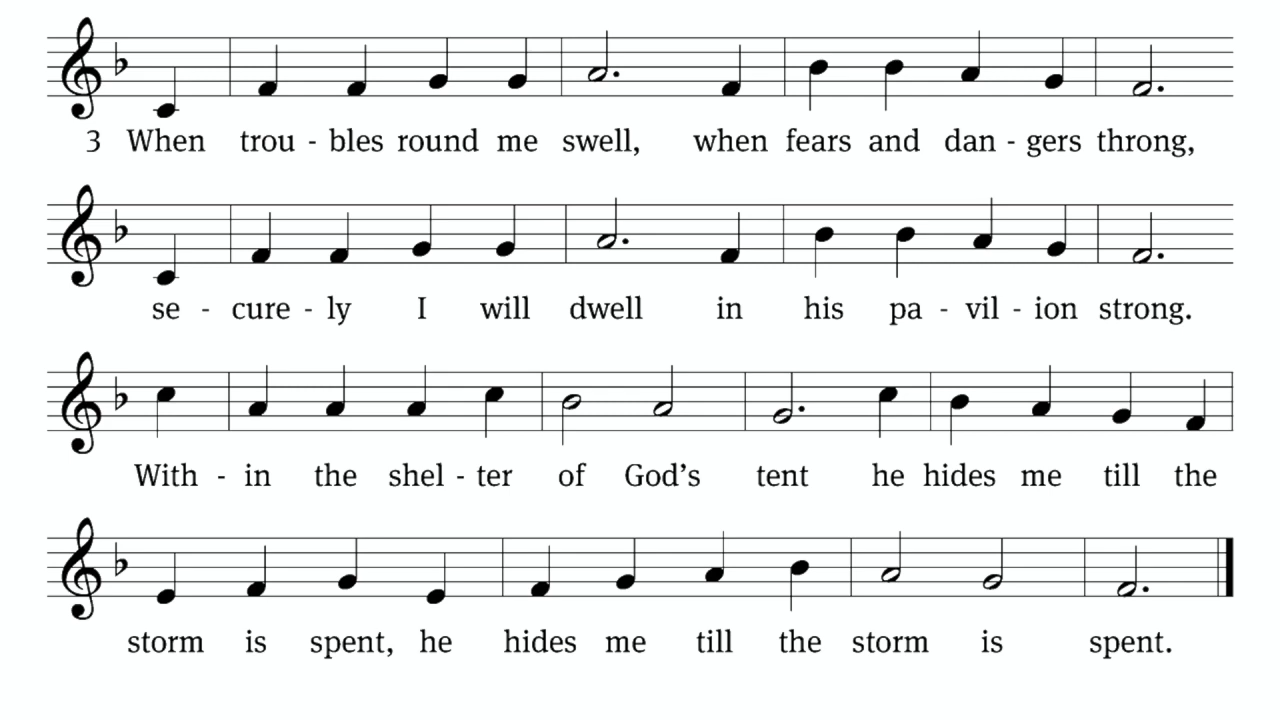 3 When trou - bles round me swell, when fears and dan - gers throng,
se - cure - ly I will dwell in his pa - vil - ion strong.
With - in the shel - ter of God’s tent he hides me till the
storm is spent, he hides me till the storm is spent.